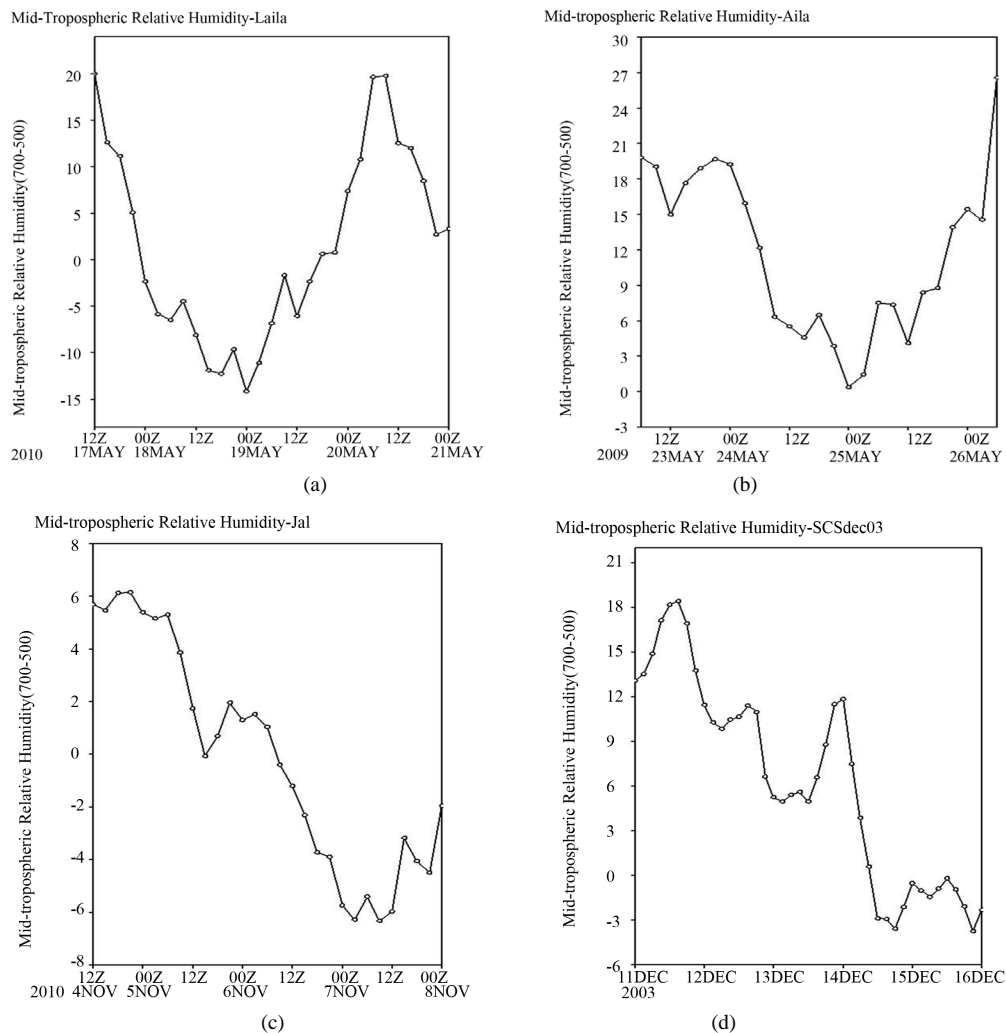 Mid-Tropospheric Relative Humidity-Laila
Mid-tropospheric Relative Humidity(700-500)
20
15
10
5
0
-5
-10
-15
12Z 00Z 12Z 00Z 12Z 00Z 12Z 00Z
2010 17MAY 18MAY 19MAY 20MAY 21MAY
(a)
Mid-tropospheric Relative Humidity-Aila
Mid-tropospheric Relative Humidity(700-500)
30
27
24
21
18
15
12
9
6
3
0
-3
12Z 00Z 12Z 00Z 12Z 00Z
2009 23MAY 24MAY 25MAY 26MAY
(b)
Mid-tropospheric Relative Humidity-Jal
Mid-tropospheric Relative Humidity(700-500)
8
6
4
2
0
-2
-4
-6
-8
12Z 00Z 12Z 00Z 12Z 00Z 12Z 00Z
2010 4NOV 5NOV 6NOV 7NOV 8NOV
(c)
Mid-tropospheric Relative Humidity-SCSdec03
Mid-tropospheric Relative Humidity(700-500)
21
18
15
12
9
6
3
0
-3
-6
11DEC 12DEC 13DEC 14DEC 15DEC 16DEC
2003
(d)